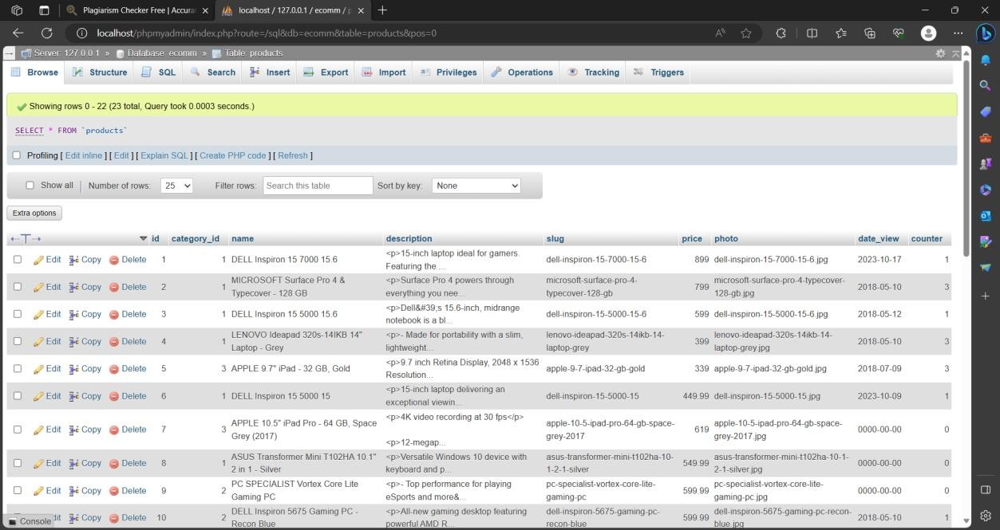 Plagiarism Checker Free | Accurat
localhost / 127.0.0.1 / ecomm / p
localhost/phpmyadmin/index.php?route=/sql&db=ecomm&table=products&pos=0
Server: 127.0.0.1 » Database: ecomm » Table: products
Browse Structure SQL Search Insert Export Import Privileges Operations Tracking Triggers
Showing rows 0 - 22 (23 total, Query took 0.0003 seconds.)
SELECT * FROM `products`
Profiling [ Edit inline ] [ Edit ] [ Explain SQL ] [ Create PHP code ] [ Refresh ]
Show all | Number of rows: 25 Filter rows: Search this table Sort by key: None
Extra options
id category_id name description slug price photo date_view counter
Edit Copy Delete 1 1 DELL Inspiron 15 7000 15.6 <p>15-inch laptop ideal for gamers. Featuring the ... dell-inspiron-15-7000-15-6 899 dell-inspiron-15-7000-15-6.jpg 2023-10-17 1
Edit Copy Delete 2 1 MICROSOFT Surface Pro 4 & Typecover - 128 GB <p>Surface Pro 4 powers through everything you nee... microsoft-surface-pro-4-typecover-128-gb 799 microsoft-surface-pro-4-typecover-128-gb.jpg 2018-05-10 3
Edit Copy Delete 3 1 DELL Inspiron 15 5000 15.6 <p>Dell&#39;s 15.6-inch, midrange notebook is a bl... dell-inspiron-15-5000-15-6 599 dell-inspiron-15-5000-15-6.jpg 2018-05-12 1
Edit Copy Delete 4 1 LENOVO Ideapad 320s-14IKB 14" Laptop - Grey <p>- Made for portability with a slim, lightweight... lenovo-ideapad-320s-14ikb-14-laptop-grey 399 lenovo-ideapad-320s-14ikb-14-laptop-grey.jpg 2018-05-10 3
Edit Copy Delete 5 3 APPLE 9.7" iPad - 32 GB, Gold <p>9.7 inch Retina Display, 2048 x 1536 Resolution... apple-9-7-ipad-32-gb-gold 339 apple-9-7-ipad-32-gb-gold.jpg 2018-07-09 3
Edit Copy Delete 6 1 DELL Inspiron 15 5000 15 <p>15-inch laptop delivering an exceptional viewin... dell-inspiron-15-5000-15 449.99 dell-inspiron-15-5000-15.jpg 2023-10-09 1
Edit Copy Delete 7 3 APPLE 10.5" iPad Pro - 64 GB, Space Grey (2017) <p>4K video recording at 30 fps</p> <p>12-megap... apple-10-5-ipad-pro-64-gb-space-grey-2017 619 apple-10-5-ipad-pro-64-gb-space-grey-2017.jpg 0000-00-00 0
Edit Copy Delete 8 1 ASUS Transformer Mini T102HA 10.1" 2 in 1 - Silver <p>Versatile Windows 10 device with keyboard and p... asus-transformer-mini-t102ha-10-1-2-1-silver 549.99 asus-transformer-mini-t102ha-10-1-2-1-silver.jpg 0000-00-00 0
Edit Copy Delete 9 2 PC SPECIALIST Vortex Core Lite Gaming PC <p>- Top performance for playing eSports and more&... pc-specialist-vortex-core-lite-gaming-pc 599.99 pc-specialist-vortex-core-lite-gaming-pc.jpg 0000-00-00 0
Console dit Copy Delete 10 2 DELL Inspiron 5675 Gaming PC - Recon Blue <p>All-new gaming desktop featuring powerful AMD R... dell-inspiron-5675-gaming-pc-recon-blue 599.99 dell-inspiron-5675-gaming-pc-recon-blue.jpg 2018-05-10 1